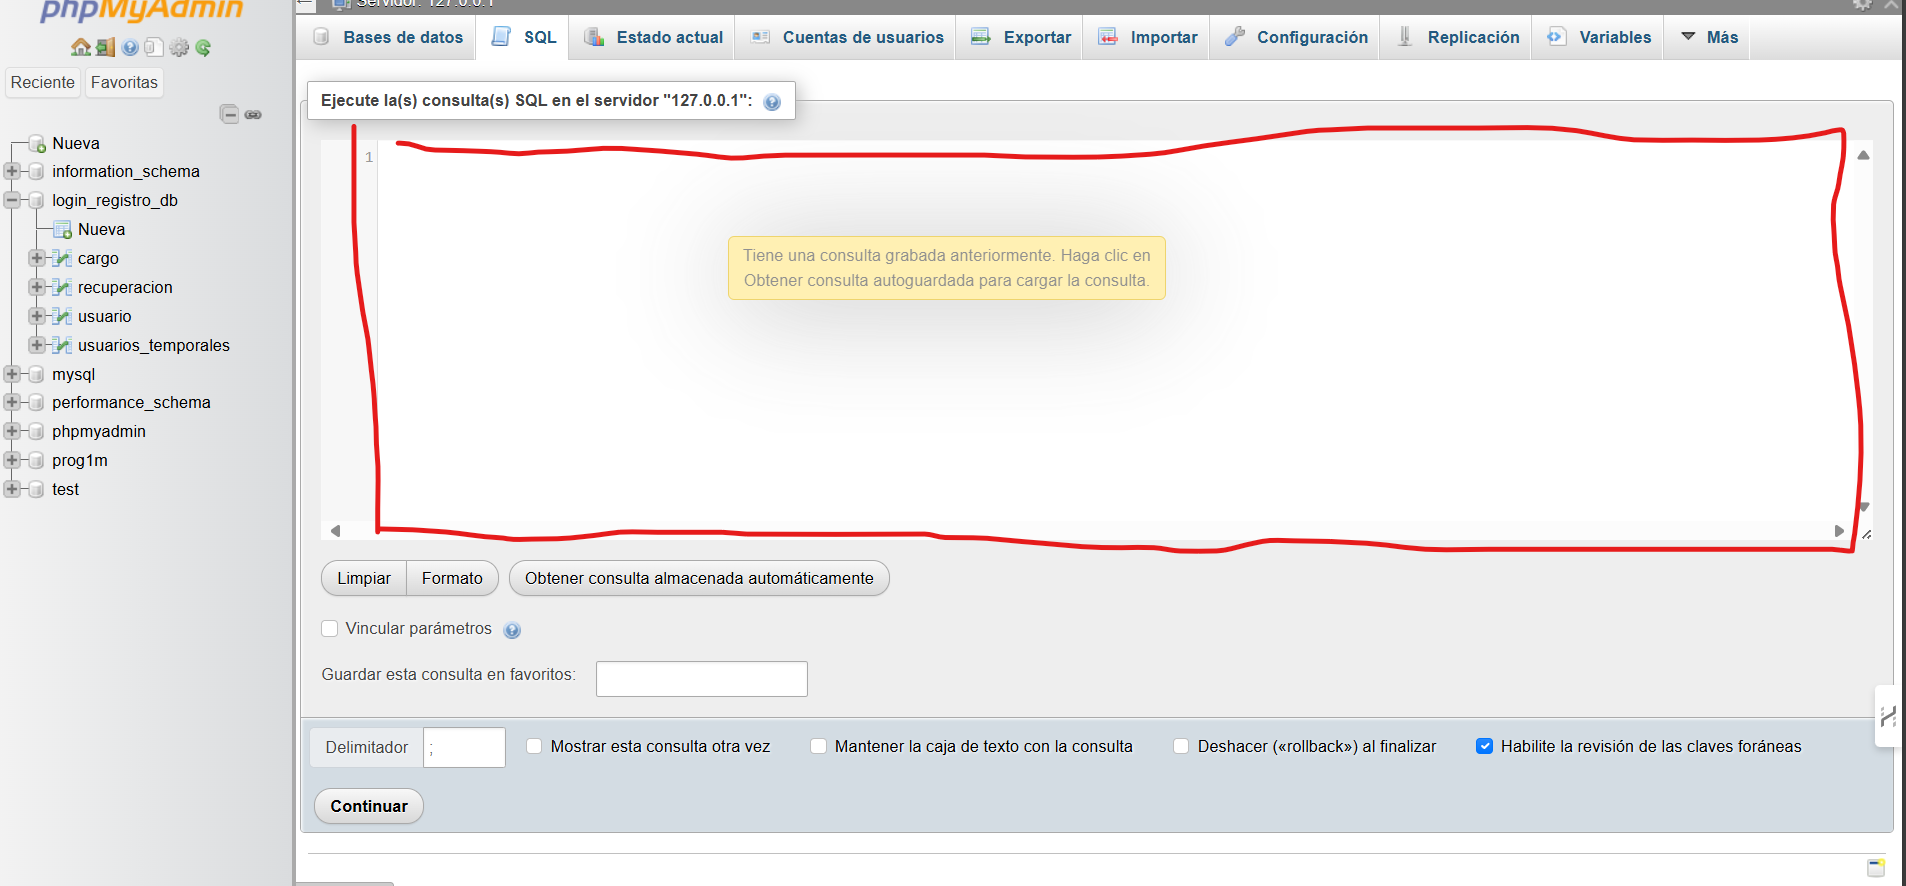 phpMyAdmin
Servidor: 127.0.0.1
Bases de datos
SQL
Estado actual
Cuentas de usuarios
Exportar
Importar
Configuración
Replicación
Variables
Más
Reciente
Favoritas
Nueva
information_schema
login_registro_db
Nueva
cargo
recuperacion
usuario
usuarios_temporales
mysql
performance_schema
phpmyadmin
prog1m
test
Ejecute la(s) consulta(s) SQL en el servidor "127.0.0.1":
1
Tiene una consulta grabada anteriormente. Haga clic en
Obtener consulta autoguardada para cargar la consulta.
Limpiar
Formato
Obtener consulta almacenada automáticamente
Vincular parámetros
Guardar esta consulta en favoritos:
Delimitador
;
Mostrar esta consulta otra vez
Mantener la caja de texto con la consulta
Deshacer («rollback») al finalizar
Habilite la revisión de las claves foráneas
Continuar